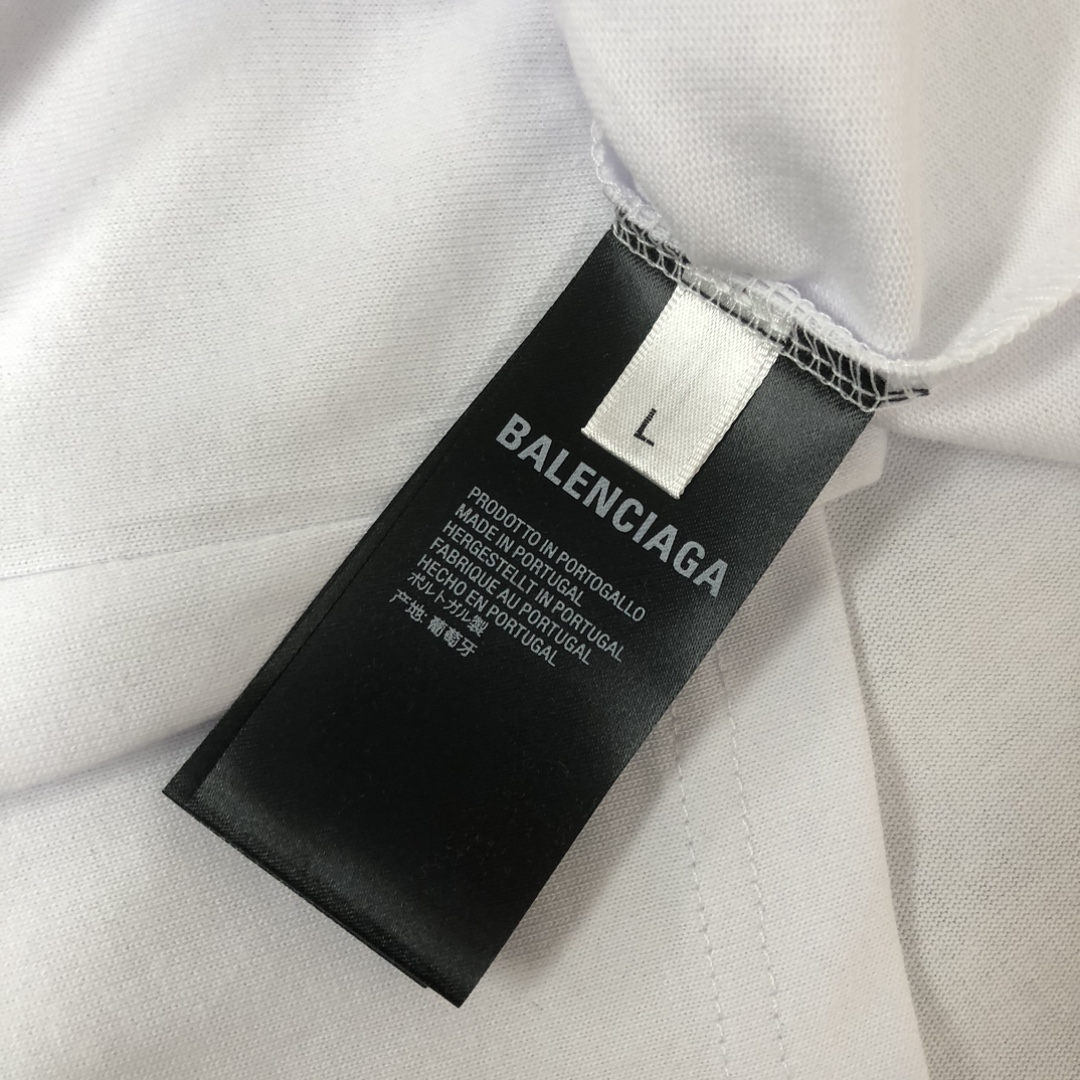 L
BALENCIAGA
PRODOTTO IN PORTOGALLO
MADE IN PORTUGAL
HERGESTELLT IN PORTUGAL
FABRIQUE AU PORTUGAL
HECHO EN PORTUGAL
ポルトガル製
产地: 葡萄牙